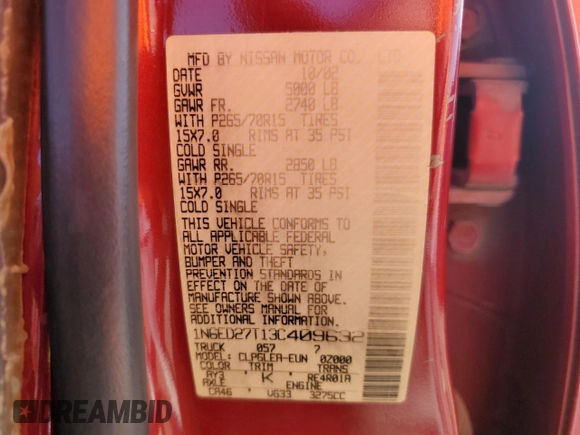 MFD BY NISSAN MOTOR CO., LTD
DATE 10/02
GVWR 5000 LB
GAWR FR. 2740 LB
WITH P265/70R15 TIRES
15X7.0 RIMS AT 35 PSI
COLD SINGLE
GAWR RR. 2850 LB
WITH P265/70R15 TIRES
15X7.0 RIMS AT 35 PSI
COLD SINGLE
THIS VEHICLE CONFORMS TO
ALL APPLICABLE FEDERAL
MOTOR VEHICLE SAFETY,
BUMPER AND THEFT
PREVENTION STANDARDS IN
EFFECT ON THE DATE OF
MANUFACTURE SHOWN ABOVE.
SEE OWNERS MANUAL FOR
ADDITIONAL INFORMATION.
1N6ED27T13C409632
TRUCK 057 7
MODEL: CLPGLEA-EUN 0Z000
COLOR TRIM TRANS
AY3 K RE4R01A
AXLE ENGINE
CA46 VG33 3275CC
DREAMBID